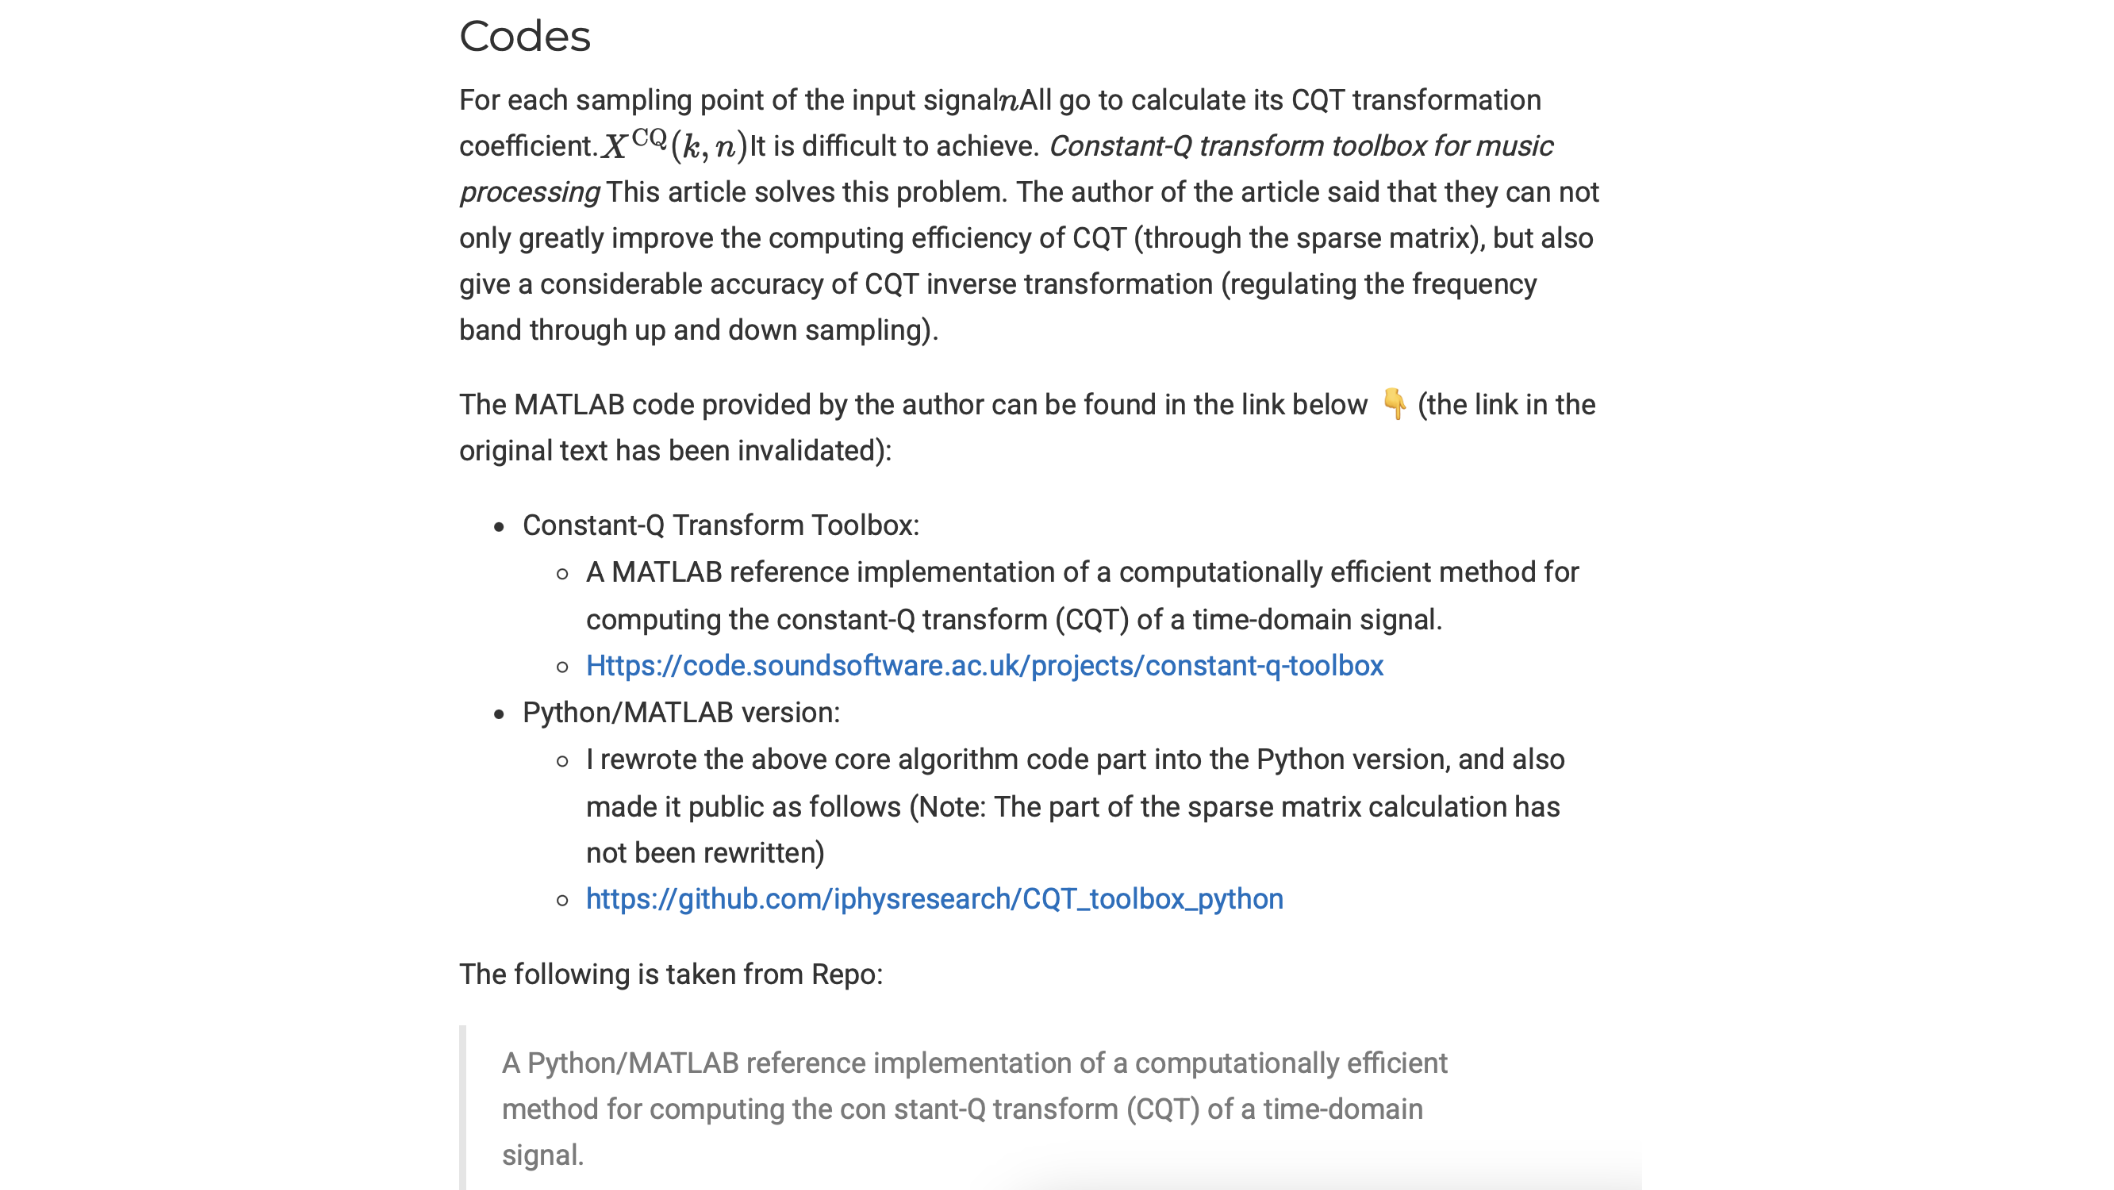 Codes
For each sampling point of the input signalnAll go to calculate its CQT transformation
coefficient.X^CQ(k, n)It is difficult to achieve. Constant-Q transform toolbox for music
processing This article solves this problem. The author of the article said that they can not
only greatly improve the computing efficiency of CQT (through the sparse matrix), but also
give a considerable accuracy of CQT inverse transformation (regulating the frequency
band through up and down sampling).
The MATLAB code provided by the author can be found in the link below 👇 (the link in the
original text has been invalidated):
• Constant-Q Transform Toolbox:
◦ A MATLAB reference implementation of a computationally efficient method for
computing the constant-Q transform (CQT) of a time-domain signal.
◦ Https://code.soundsoftware.ac.uk/projects/constant-q-toolbox
• Python/MATLAB version:
◦ I rewrote the above core algorithm code part into the Python version, and also
made it public as follows (Note: The part of the sparse matrix calculation has
not been rewritten)
◦ https://github.com/iphysresearch/CQT_toolbox_python
The following is taken from Repo:
A Python/MATLAB reference implementation of a computationally efficient
method for computing the con stant-Q transform (CQT) of a time-domain
signal.